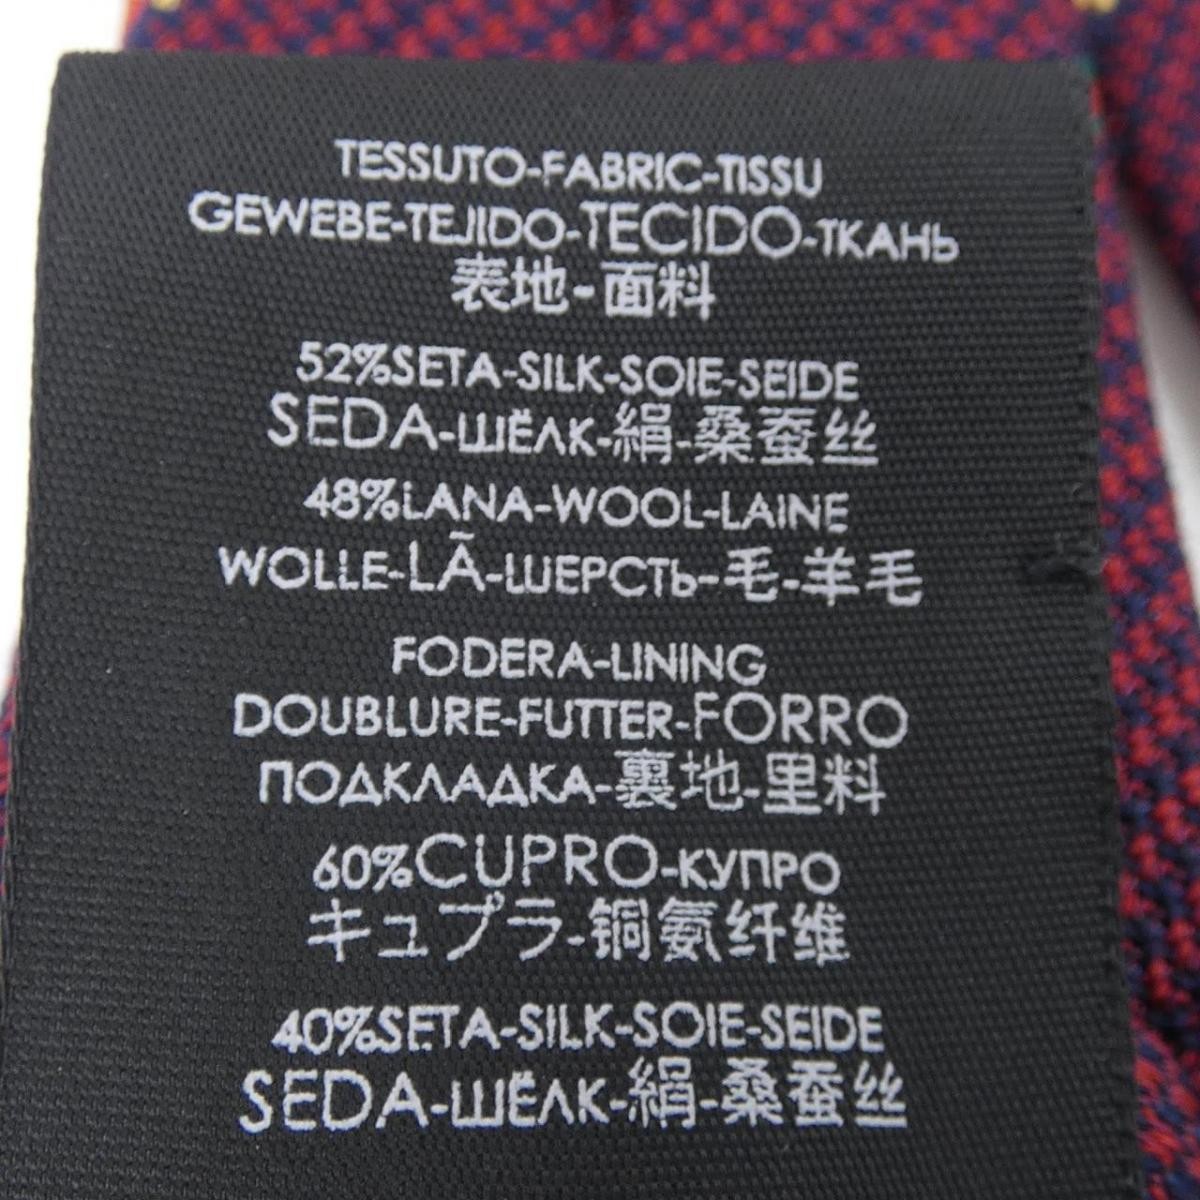 TESSUTO-FABRIC-TISSU
GEWEBE-TEJIDO-TECIDO-ТКАНЬ
表地-面料
52%SETA-SILK-SOIE-SEIDE
SEDA-ШЁЛК-絹-桑蚕丝
48%LANA-WOOL-LAINE
WOLLE-LÃ-ШЕРСТЬ-毛-羊毛
FODERA-LINING
DOUBLURE-FUTTER-FORRO
ПОДКЛАДКА-裏地-里料
60%CUPRO-КУПРО
キュプラ-铜氨纤维
40%SETA-SILK-SOIE-SEIDE
SEDA-ШЁЛК-絹-桑蚕丝